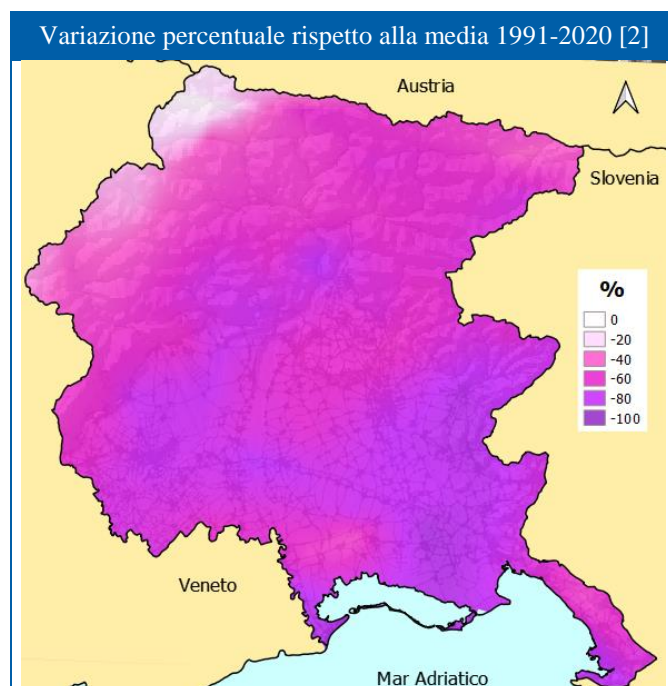 Variazione percentuale rispetto alla media 1991-2020 [2]
Austria
Slovenia
%
0
-20
-40
-60
-80
-100
Veneto
Mar Adriatico